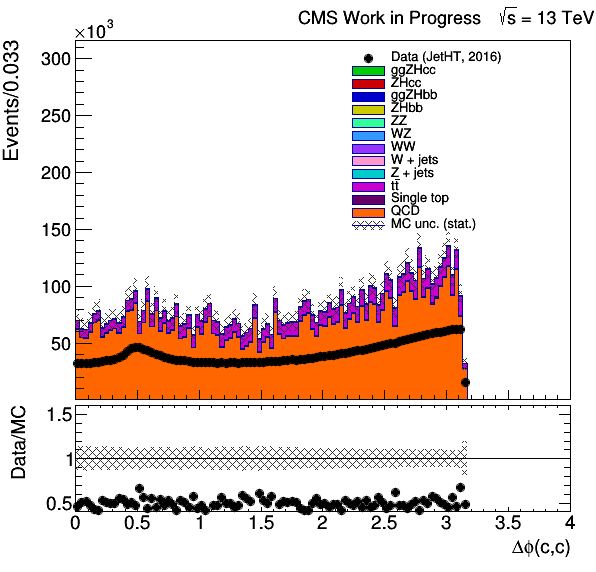 CMS Work in Progress √s = 13 TeV
×10³
Events/0.033
300
250
200
150
100
50
Data (JetHT, 2016)
ggZHcc
ZHcc
ggZHbb
ZHbb
ZZ
WZ
WW
W + jets
Z + jets
tt̄
Single top
QCD
MC unc. (stat.)
Data/MC
1.5
1
0.5
0 0.5 1 1.5 2 2.5 3 3.5 4
Δϕ(c,c)